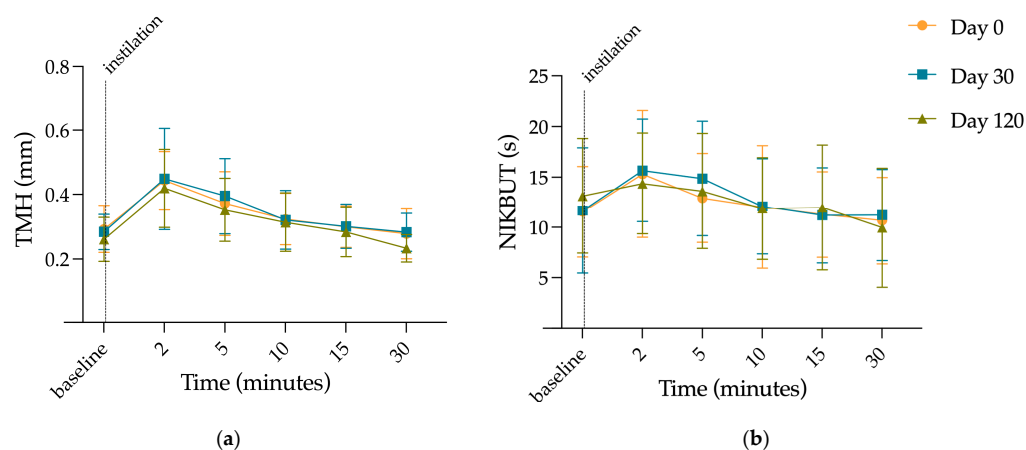 instilation
TMH (mm)
0.8
0.6
0.4
0.2
baseline
2
5
10
15
30
Time (minutes)
(a)
instilation
NIKBUT (s)
25
20
15
10
5
baseline
2
5
10
15
30
Time (minutes)
(b)
Day 0
Day 30
Day 120